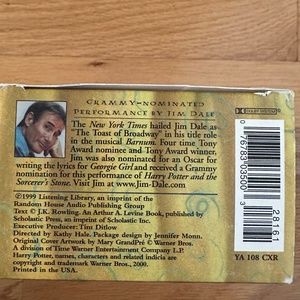 GRAMMY-NOMINATED
PERFORMANCE BY JIM DALE
The New York Times hailed Jim Dale as
"The Toast of Broadway" in his title role
in the musical Barnum. Four time Tony
Award nominee and Tony Award winner,
Jim was also nominated for an Oscar for
writing the lyrics for Georgie Girl and received a Grammy
nomination for this performance of Harry Potter and the
Sorcerer's Stone. Visit Jim at www.Jim-Dale.com.
©1999 Listening Library, an imprint of the
Random House Audio Publishing Group
Text © J.K. Rowling. An Arthur A. Levine Book, published by
Scholastic Press, an imprint of Scholastic Inc.
Executive Producer: Tim Ditlow
Directed by Kathy Hale. Package design by Jennifer Monn.
Original Cover Artwork by Mary GrandPré © Warner Bros.
A division of Time Warner Entertainment Company L.P.
Harry Potter, names, characters and related indicia are
copyright and trademark Warner Bros., 2000.
Printed in the USA.
28161
YA 108 CXR